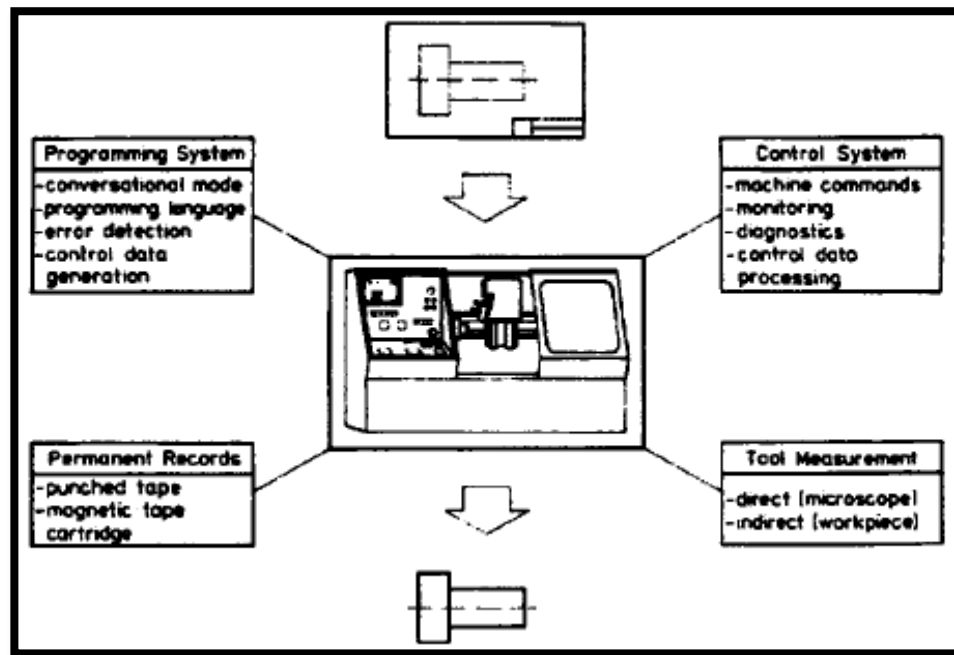 Programming System
-conversational mode
-programming language
-error detection
-control data
generation
Control System
-machine commands
-monitoring
-diagnostics
-control data
processing
Permanent Records
-punched tape
-magnetic tape
cartridge
Tool Measurement
-direct (microscope)
-indirect (workpiece)